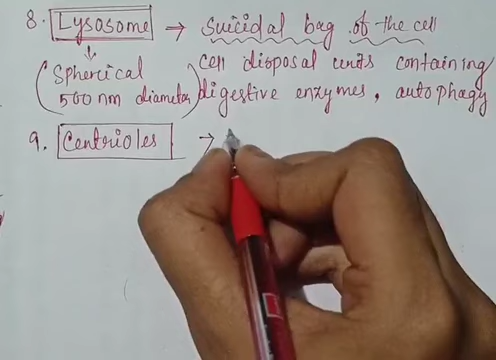 8. Lysosome → Suicidal bag of the cell
↓
(Spherical
500 nm diameter)
cell disposal units containing
digestive enzymes, autophagy
9. Centrioles →